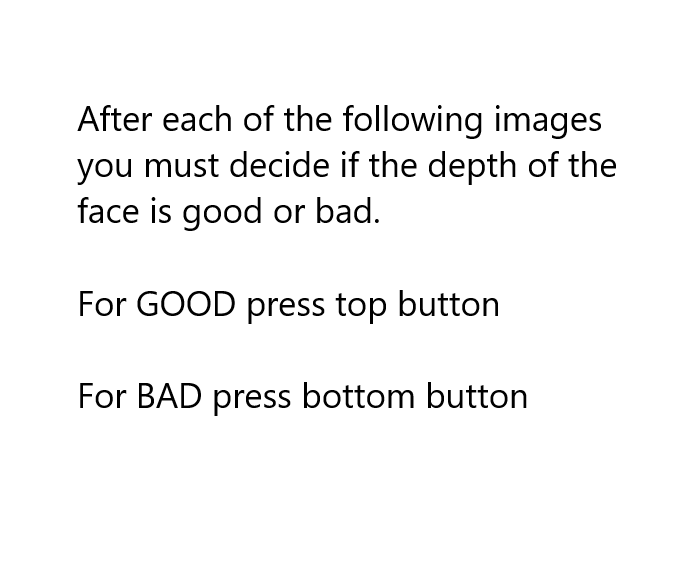 After each of the following images
you must decide if the depth of the
face is good or bad.
For GOOD press top button
For BAD press bottom button